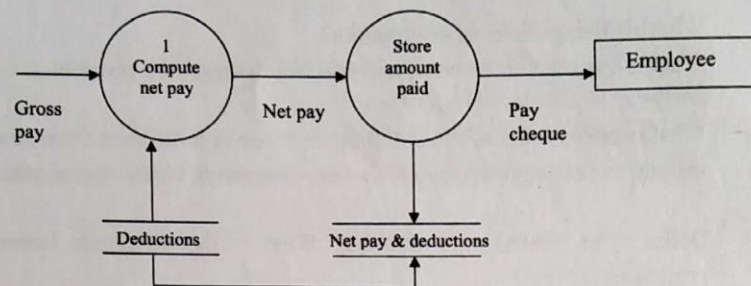 1
Compute
net pay
Store
amount
paid
Employee
Gross
pay
Net pay
Pay
cheque
Deductions
Net pay & deductions